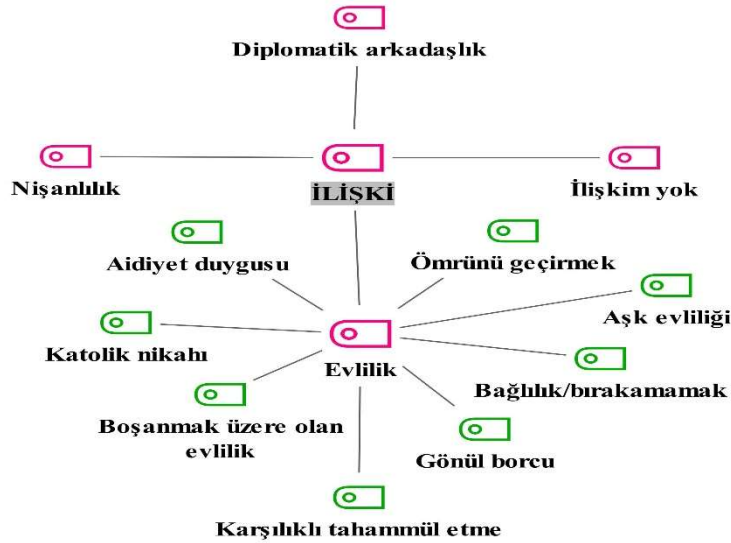 Diplomatik arkadaşlık
Nişanlılık
İLİŞKİ
İlişkim yok
Aidiyet duygusu
Ömrünü geçirmek
Aşk evliliği
Katolik nikahı
Evlilik
Bağlılık/bırakamamak
Boşanmak üzere olan
evlilik
Gönül borcu
Karşılıklı tahammül etme